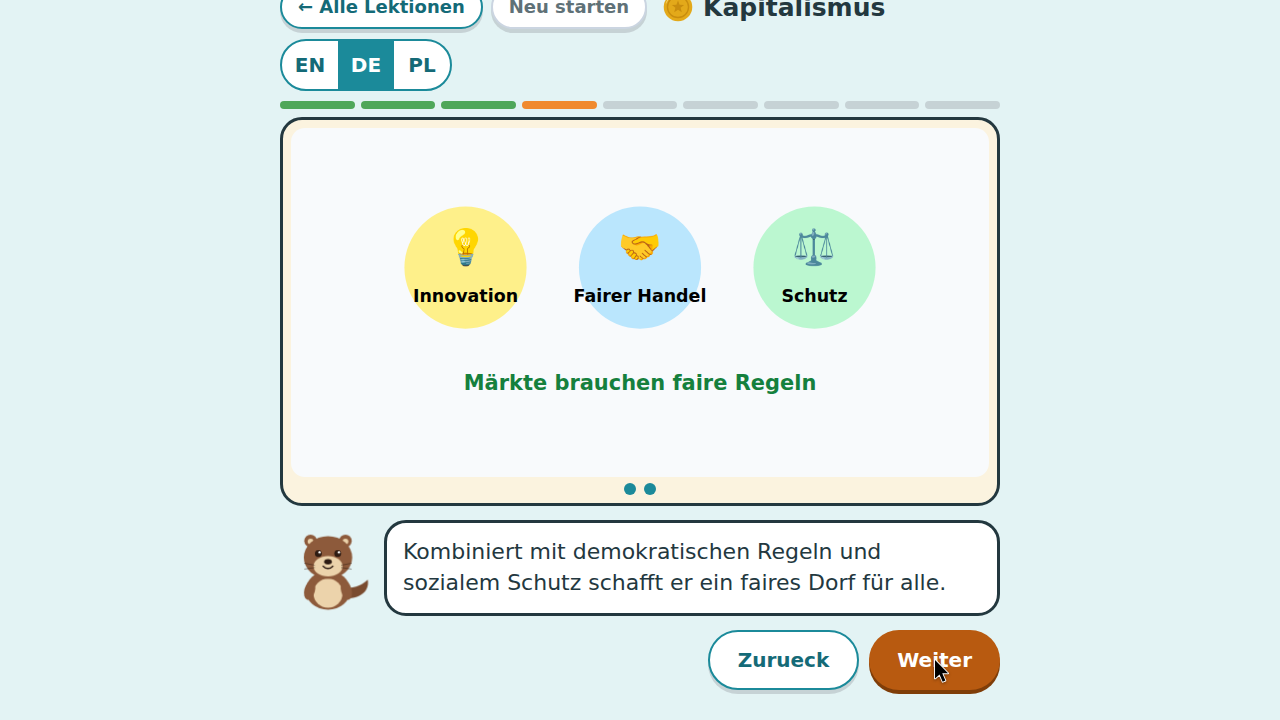 ← Alle Lektionen
Neu starten
Kapitalismus
EN DE PL
Innovation
Fairer Handel
Schutz
Märkte brauchen faire Regeln
Kombiniert mit demokratischen Regeln und
sozialem Schutz schafft er ein faires Dorf für alle.
Zurueck
Weiter